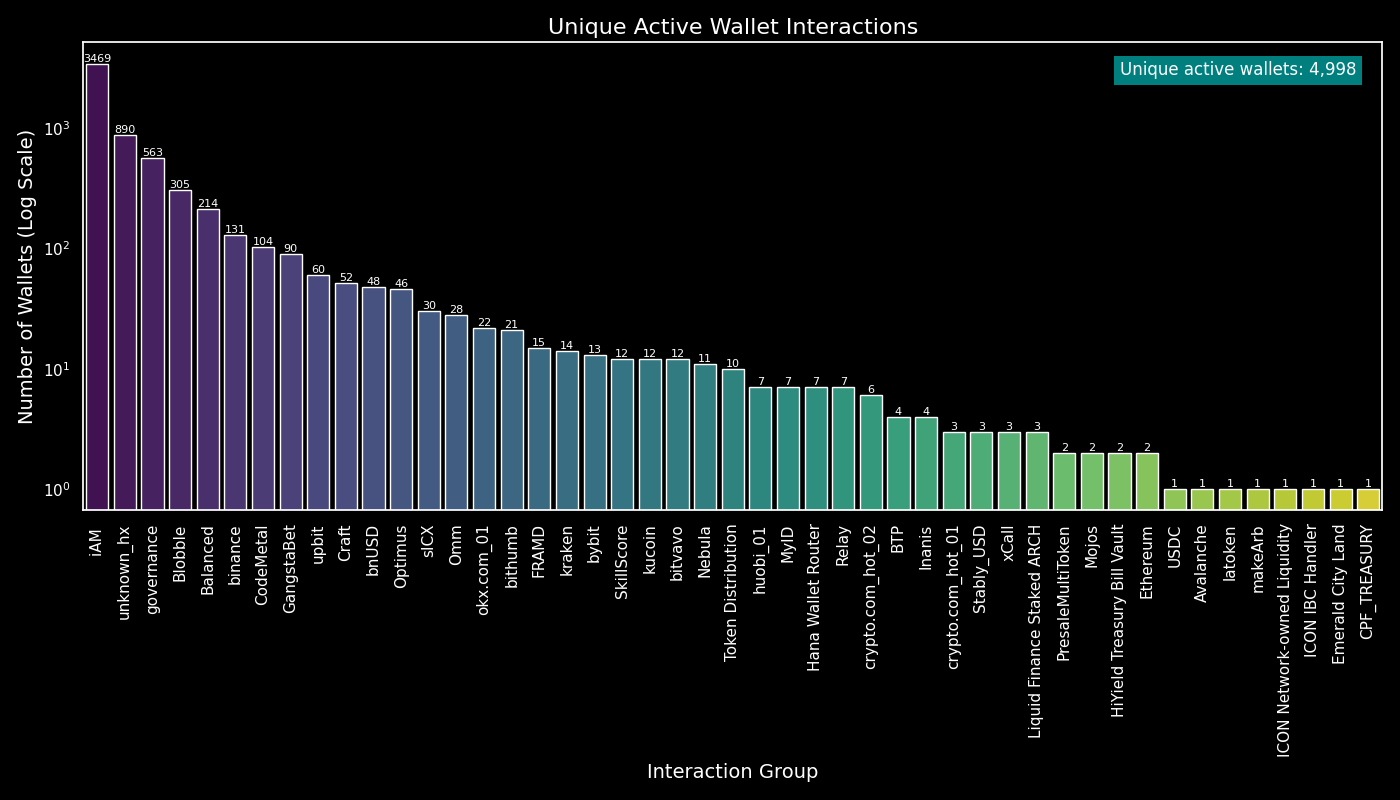 Unique Active Wallet Interactions
Unique active wallets: 4,998
Number of Wallets (Log Scale)
10³
10²
10¹
10⁰
3469
890
563
305
214
131
104
90
60
52
48
46
30
28
22
21
15
14
13
12
12
12
11
10
7
7
7
7
6
4
4
3
3
3
3
2
2
2
2
1
1
1
1
1
1
1
1
iAM
unknown_hx
governance
Blobble
Balanced
binance
CodeMetal
GangstaBet
upbit
Craft
bnUSD
Optimus
sICX
Omm
okx.com_01
bithumb
FRAMD
kraken
bybit
SkillScore
kucoin
bitvavo
Nebula
Token Distribution
huobi_01
MyID
Hana Wallet Router
Relay
crypto.com_hot_02
BTP
Inanis
crypto.com_hot_01
Stably_USD
xCall
Liquid Finance Staked ARCH
PresaleMultiToken
Mojos
HiYield Treasury Bill Vault
Ethereum
USDC
Avalanche
latoken
makeArb
ICON Network-owned Liquidity
ICON IBC Handler
Emerald City Land
CPF_TREASURY
Interaction Group